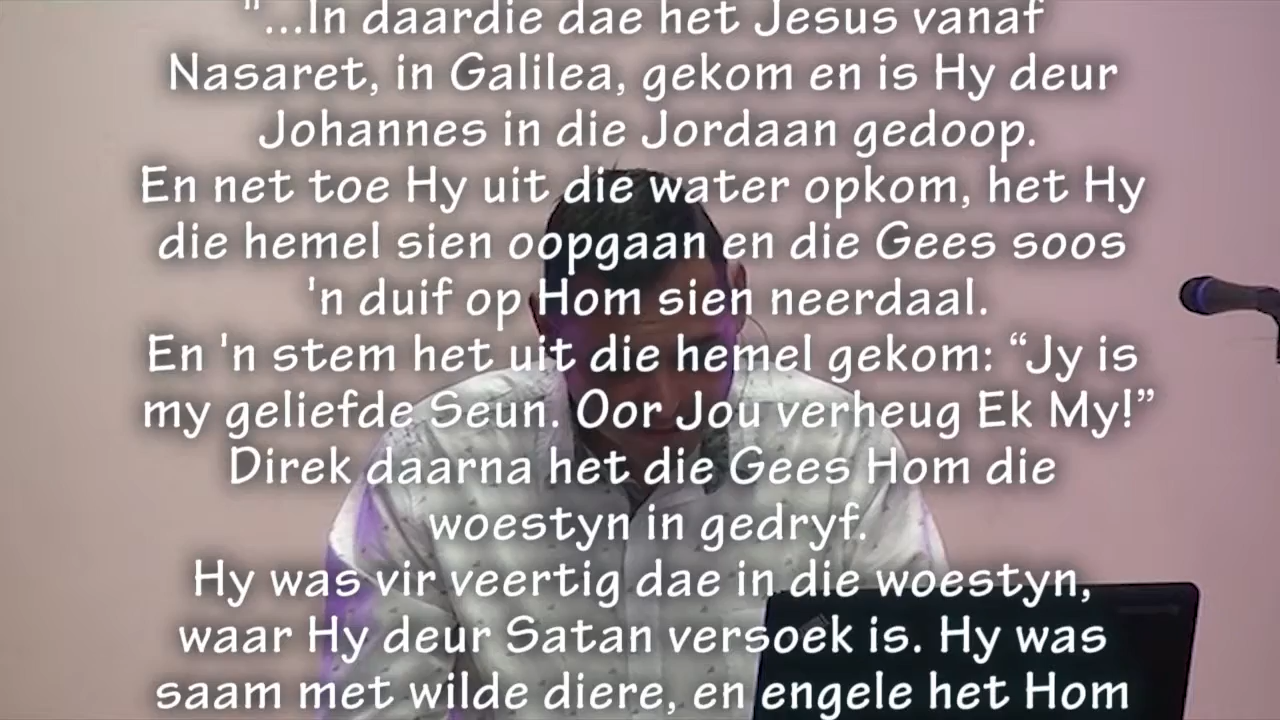 "...In daardie dae het Jesus vanaf
Nasaret, in Galilea, gekom en is Hy deur
Johannes in die Jordaan gedoop.
En net toe Hy uit die water opkom, het Hy
die hemel sien oopgaan en die Gees soos
'n duif op Hom sien neerdaal.
En 'n stem het uit die hemel gekom: “Jy is
my geliefde Seun. Oor Jou verheug Ek My!”
Direk daarna het die Gees Hom die
woestyn in gedryf.
Hy was vir veertig dae in die woestyn,
waar Hy deur Satan versoek is. Hy was
saam met wilde diere, en engele het Hom